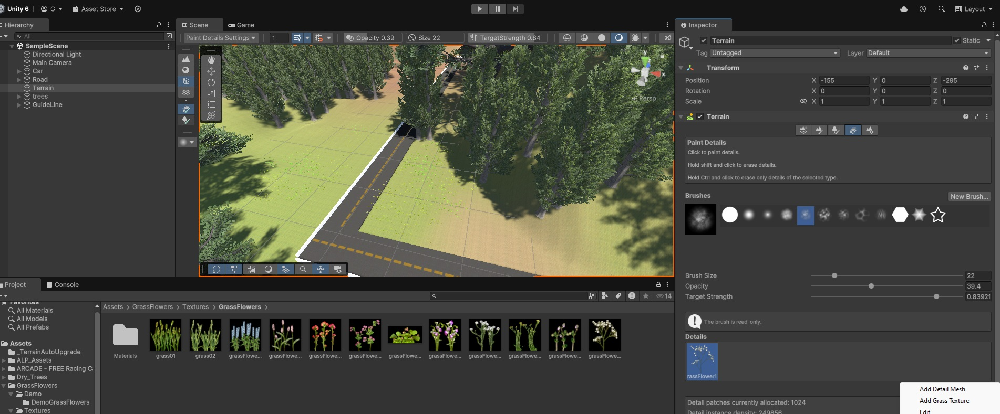 Unity 6 G Asset Store Layout
Hierarchy
All
SampleScene
Directional Light
Main Camera
Car
Road
Terrain
trees
GuideLine
Scene Game
Paint Details Settings 1 Opacity 0.39 Size 22 TargetStrength 0.84 2D
y
z
x
Persp
Inspector
Terrain Static
Tag Untagged Layer Default
Transform
Position X -155 Y 0 Z -295
Rotation X 0 Y 0 Z 0
Scale X 1 Y 1 Z 1
Terrain
Paint Details
Click to paint details.
Hold shift and click to erase details.
Hold Ctrl and click to erase only details of the selected type.
Brushes
New Brush...
Brush Size 22
Opacity 39.4
Target Strength 0.83921
The brush is read-only.
Details
rassFlower1
Detail patches currently allocated: 1024
Detail instance density: 249856
Add Detail Mesh
Add Grass Texture
Edit
Project Console
14
Favorites
All Materials
All Models
All Prefabs
Assets
_TerrainAutoUpgrade
ALP_Assets
ARCADE - FREE Racing C
Dry_Trees
GrassFlowers
Demo
DemoGrassFlowers
Textures
Assets > GrassFlowers > Textures > GrassFlowers >
Materials grass01 grass02 grassFlowe... grassFlowe... grassFlowe... grassFlowe... grassFlowe... grassFlowe... grassFlowe... grassFlowe... grassFlowe... grassFlowe...